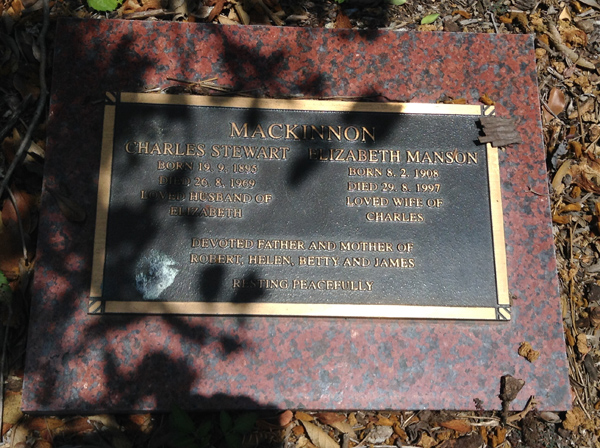 MACKINNON
CHARLES STEWART ELIZABETH MANSON
BORN 19. 9. 1895 BORN 8. 2. 1908
DIED 26. 8. 1969 DIED 29. 8. 1997
LOVED HUSBAND OF LOVED WIFE OF
ELIZABETH CHARLES
DEVOTED FATHER AND MOTHER OF
ROBERT, HELEN, BETTY AND JAMES
RESTING PEACEFULLY